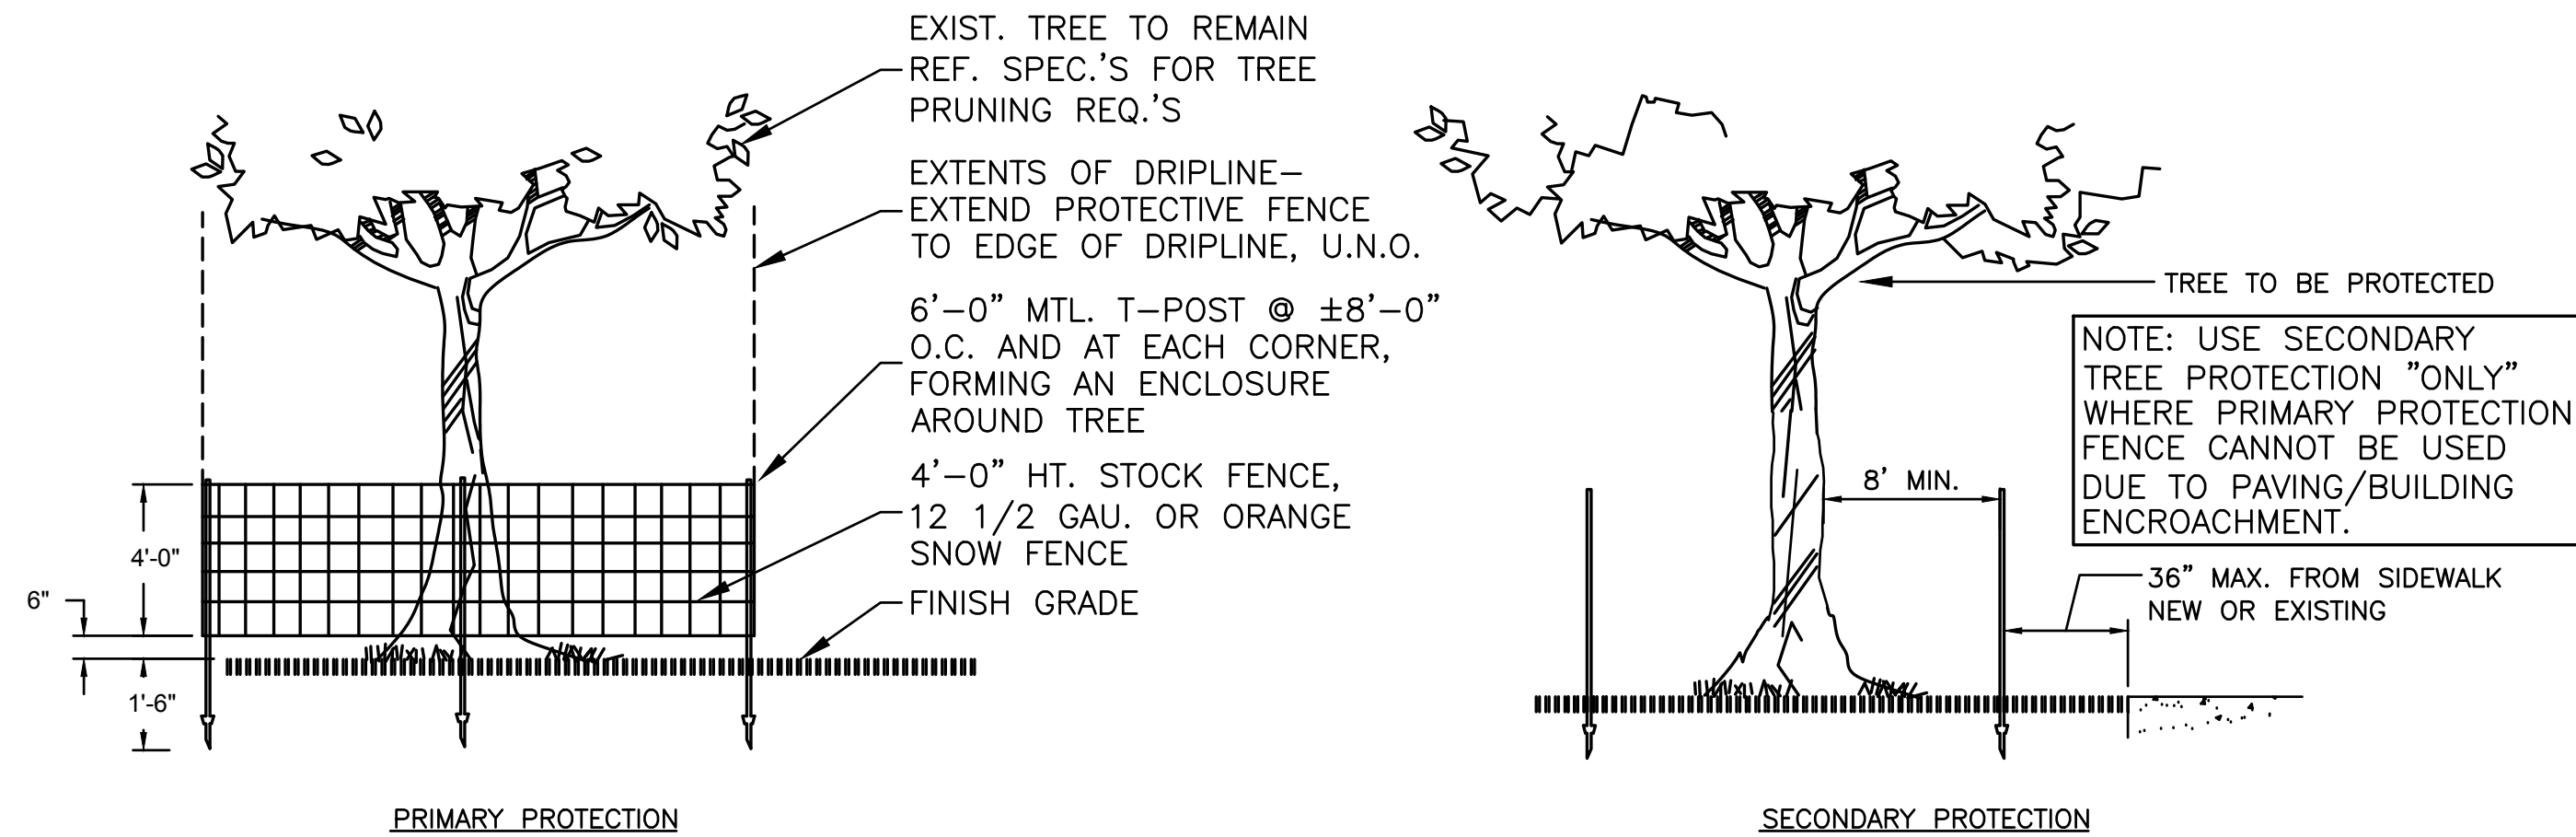 EXIST. TREE TO REMAIN
REF. SPEC.'S FOR TREE
PRUNING REQ.'S
EXTENTS OF DRIPLINE-
EXTEND PROTECTIVE FENCE
TO EDGE OF DRIPLINE, U.N.O.
6'-0" MTL. T-POST @ ±8'-0"
O.C. AND AT EACH CORNER,
FORMING AN ENCLOSURE
AROUND TREE
4'-0" HT. STOCK FENCE,
12 1/2 GAU. OR ORANGE
SNOW FENCE
FINISH GRADE
4'-0"
6"
1'-6"
PRIMARY PROTECTION
TREE TO BE PROTECTED
NOTE: USE SECONDARY
TREE PROTECTION "ONLY"
WHERE PRIMARY PROTECTION
FENCE CANNOT BE USED
DUE TO PAVING/BUILDING
ENCROACHMENT.
8' MIN.
36" MAX. FROM SIDEWALK
NEW OR EXISTING
SECONDARY PROTECTION